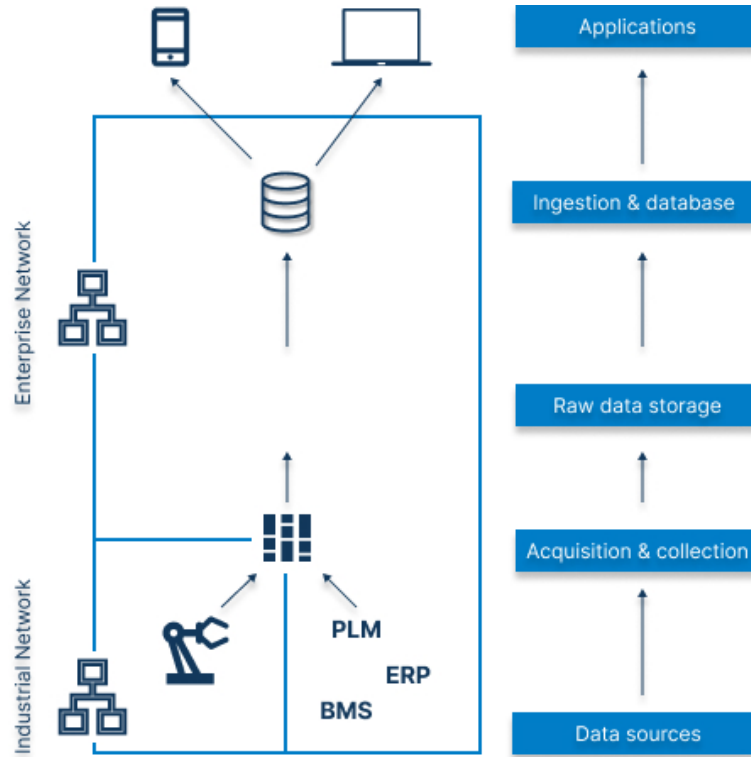 Applications
Ingestion & database
Enterprise Network
Raw data storage
Acquisition & collection
Industrial Network
PLM
ERP
BMS
Data sources